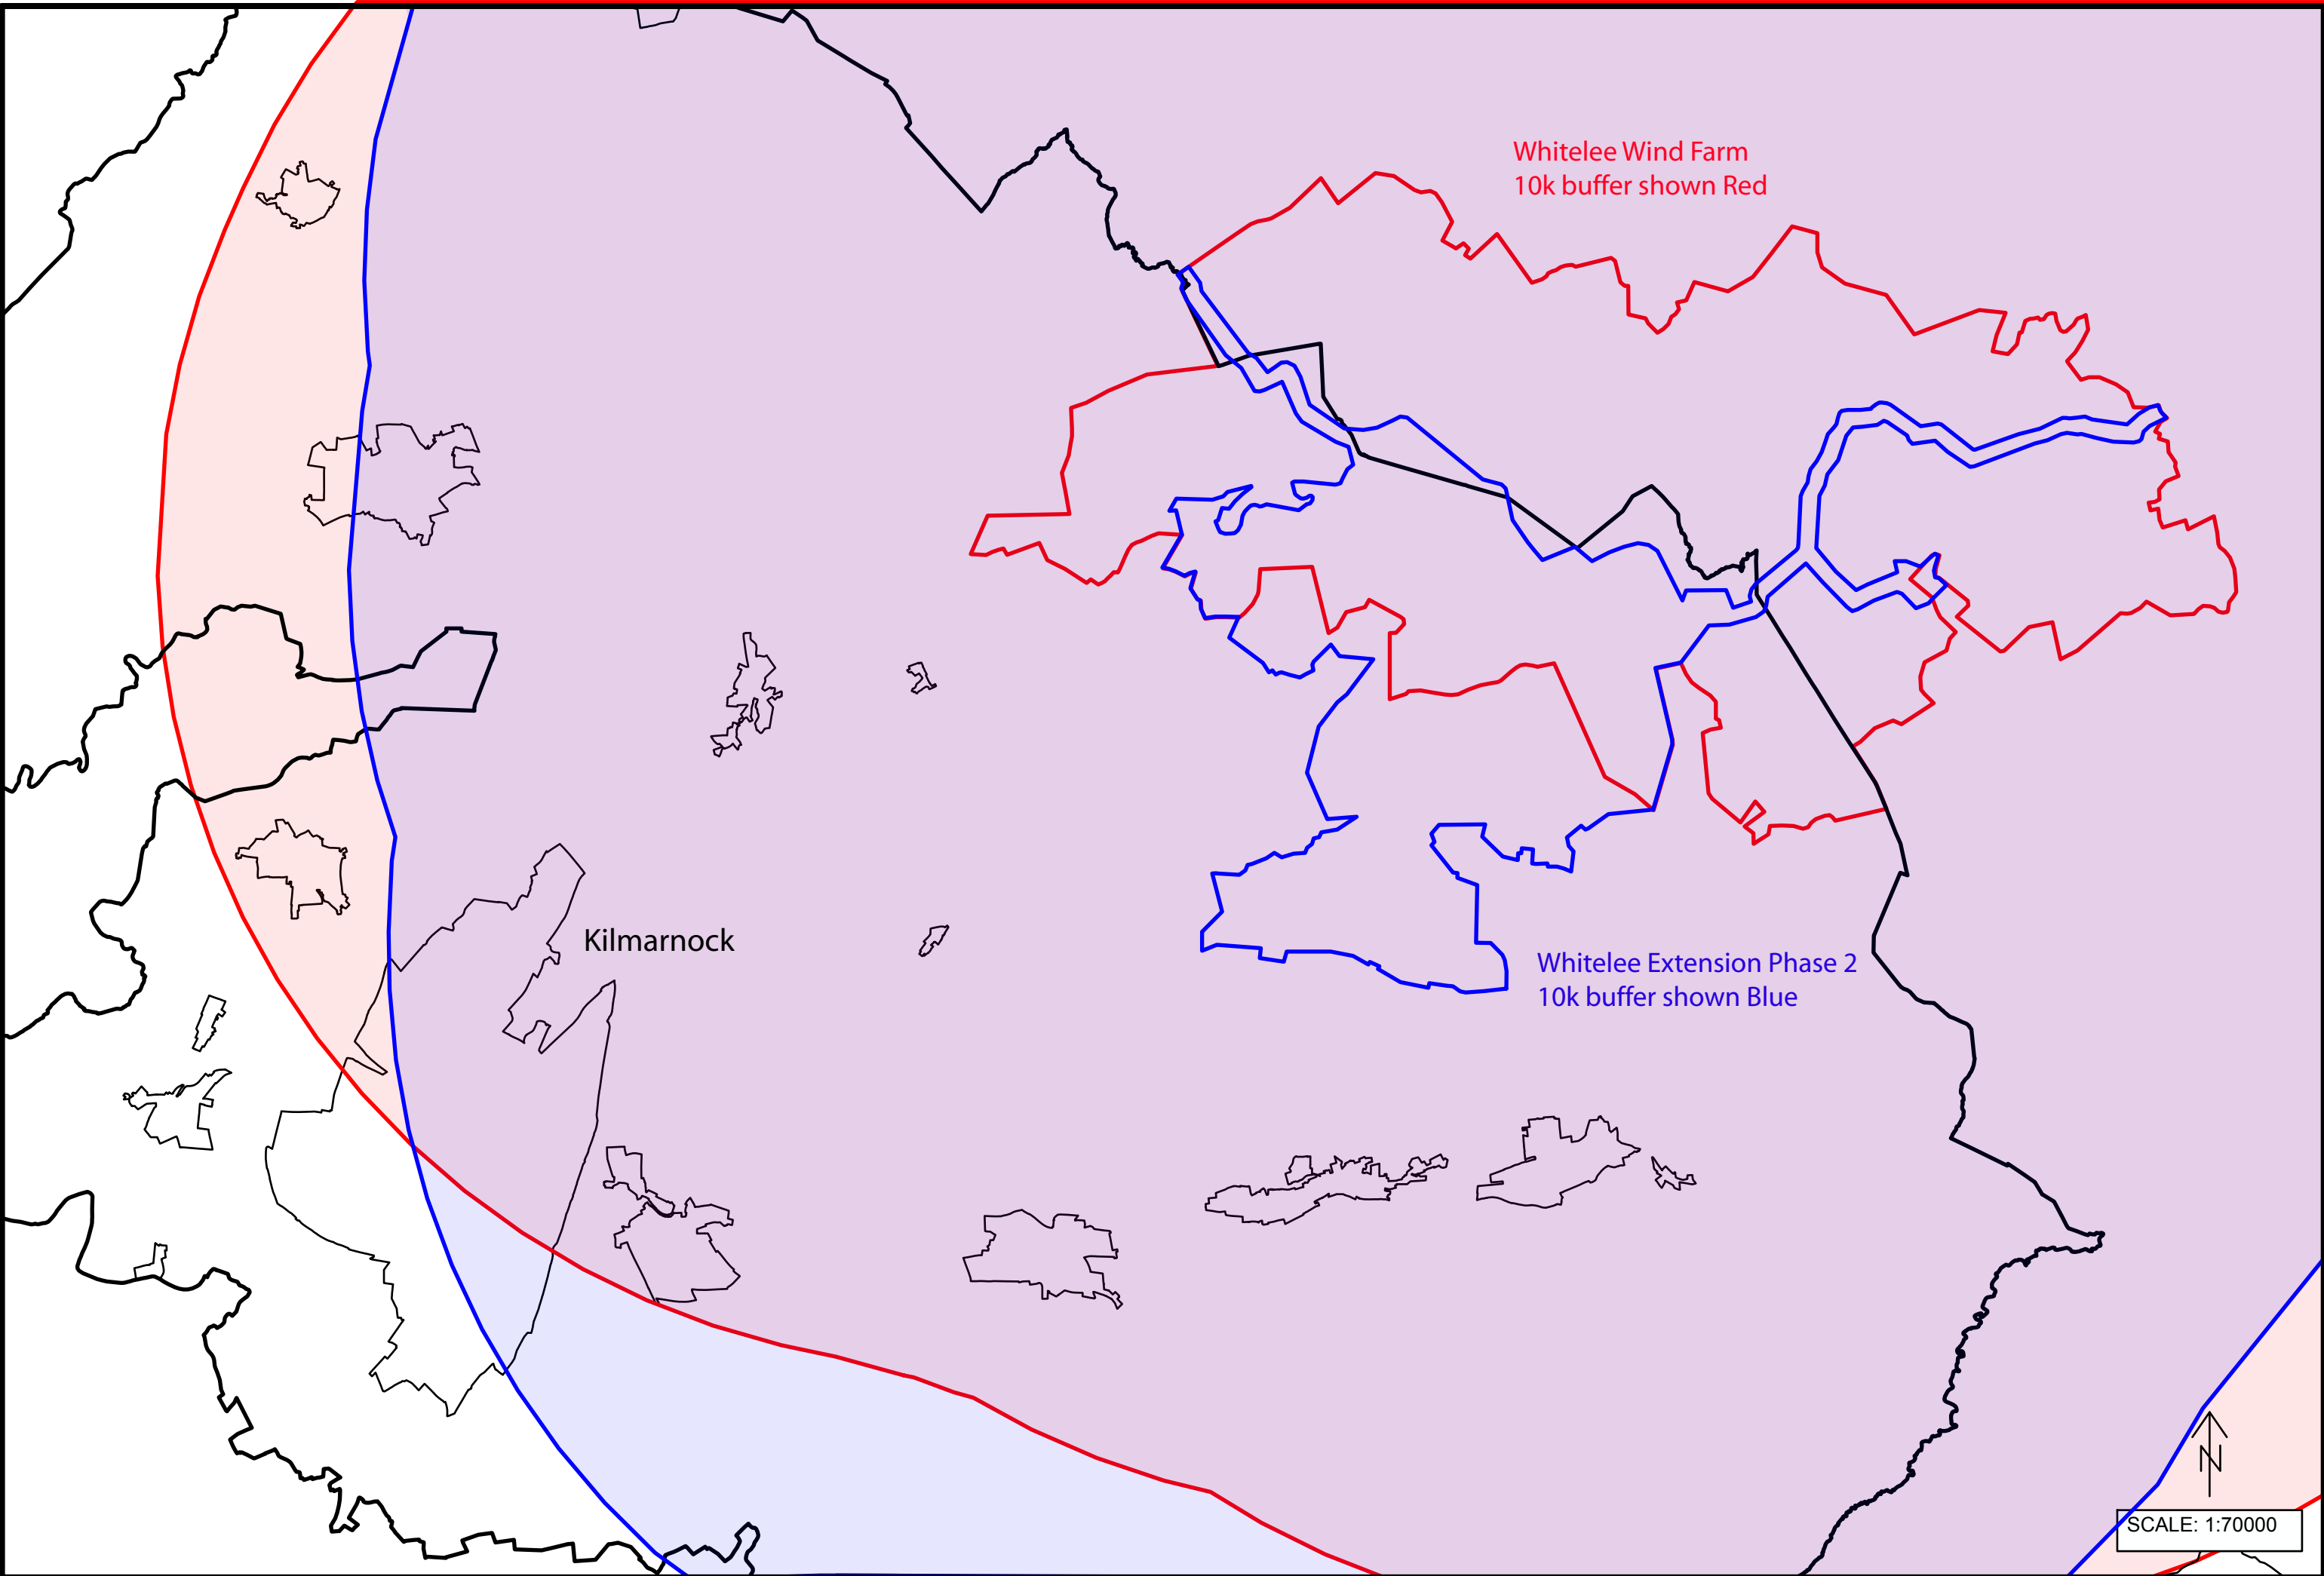 Whitelee Wind Farm
10k buffer shown Red
Kilmarnock
Whitelee Extension Phase 2
10k buffer shown Blue
N
SCALE: 1:70000